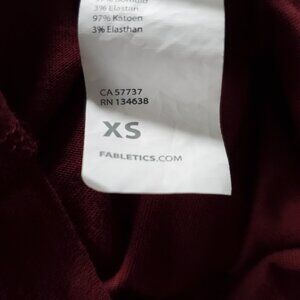 3% Elastan
97% Katoen
3% Elasthan
CA 57737
RN 134638
XS
FABLETICS.COM